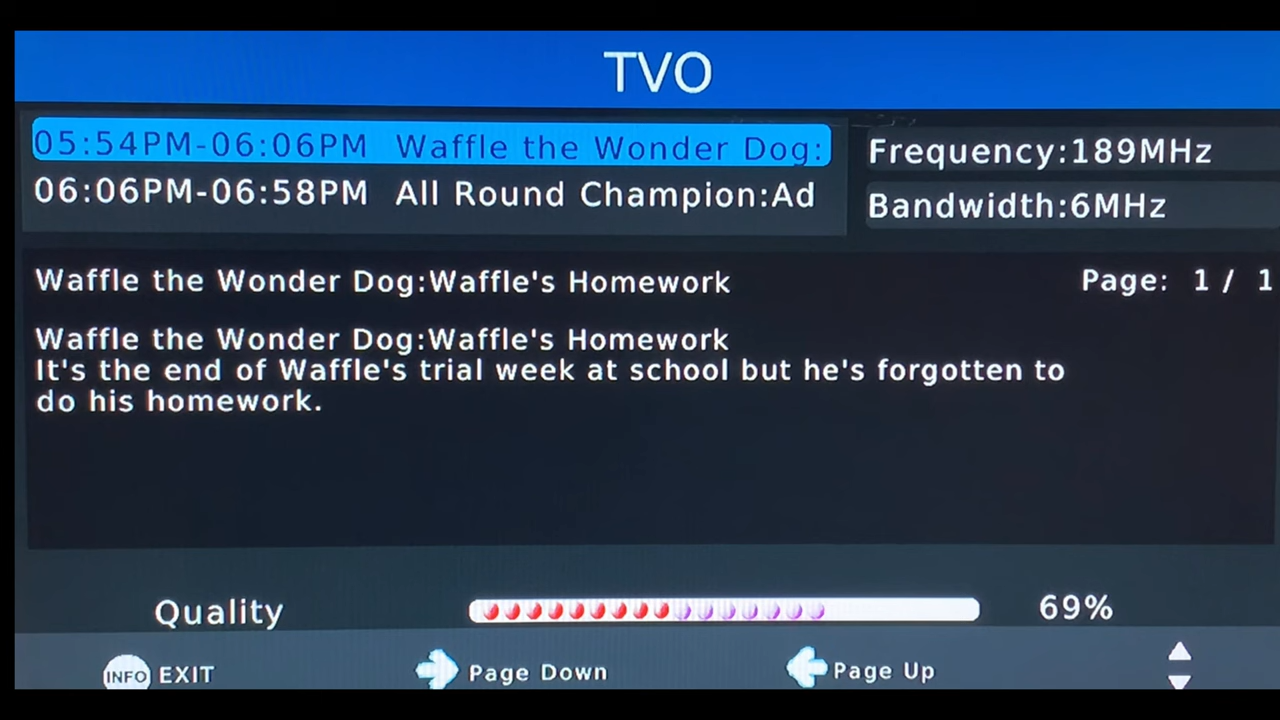 TVO
05:54PM-06:06PM Waffle the Wonder Dog:
06:06PM-06:58PM All Round Champion:Ad
Frequency:189MHz
Bandwidth:6MHz
Waffle the Wonder Dog:Waffle's Homework Page: 1 / 1
Waffle the Wonder Dog:Waffle's Homework
It's the end of Waffle's trial week at school but he's forgotten to
do his homework.
Quality 69%
INFO EXIT Page Down Page Up